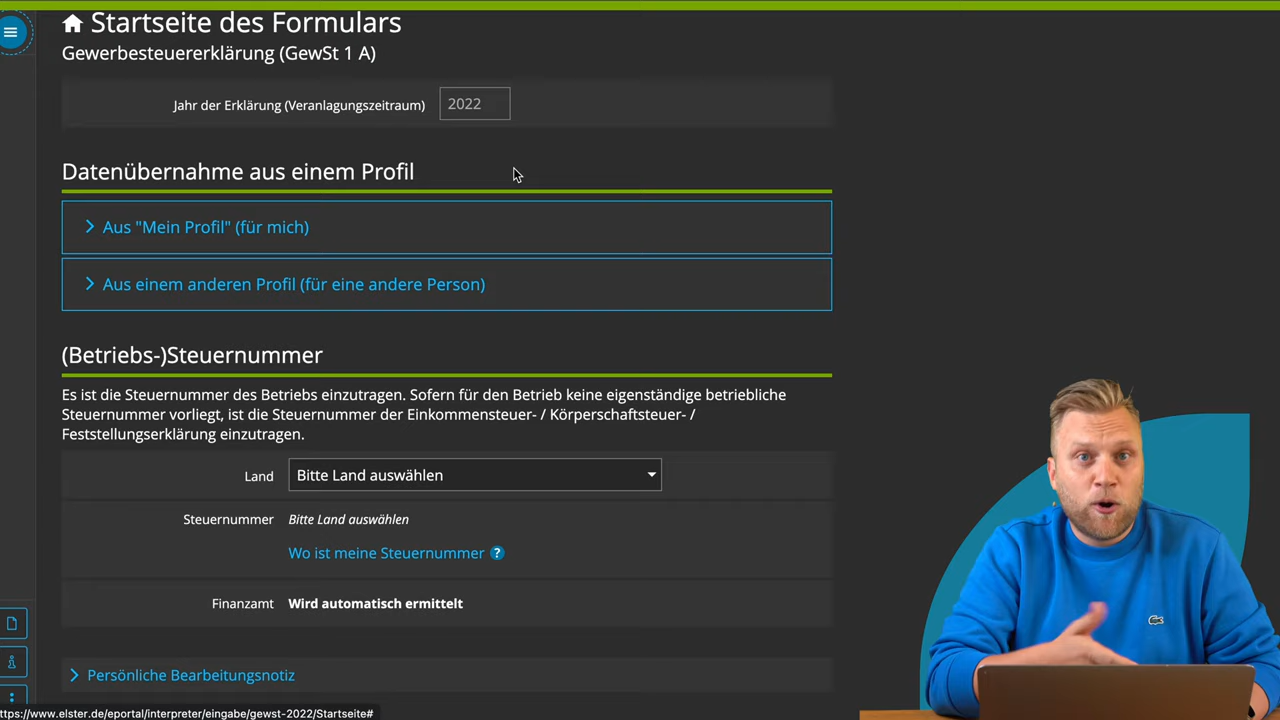 Startseite des Formulars
Gewerbesteuererklärung (GewSt 1 A)
Jahr der Erklärung (Veranlagungszeitraum) 2022
Datenübernahme aus einem Profil
Aus "Mein Profil" (für mich)
Aus einem anderen Profil (für eine andere Person)
(Betriebs-)Steuernummer
Es ist die Steuernummer des Betriebs einzutragen. Sofern für den Betrieb keine eigenständige betriebliche
Steuernummer vorliegt, ist die Steuernummer der Einkommensteuer- / Körperschaftsteuer- /
Feststellungserklärung einzutragen.
Land Bitte Land auswählen
Steuernummer Bitte Land auswählen
Wo ist meine Steuernummer ?
Finanzamt Wird automatisch ermittelt
Persönliche Bearbeitungsnotiz
ttps://www.elster.de/eportal/interpreter/eingabe/gewst-2022/Startseite#